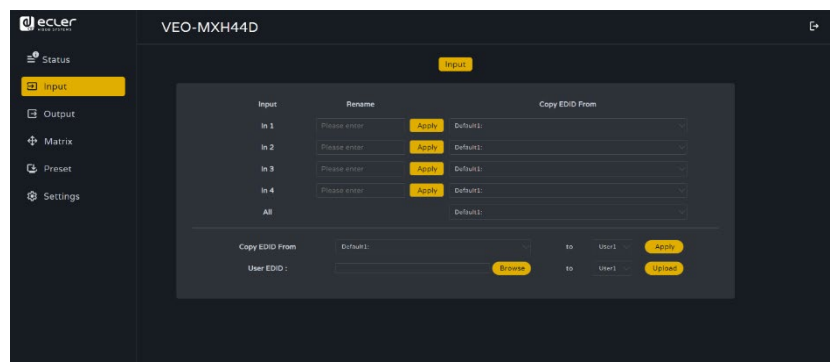 ecler VEO-MXH44D
Status
Input
Output
Matrix
Preset
Settings
Input
Input Rename Copy EDID From
In 1 Please enter Apply Default1:
In 2 Please enter Apply Default1:
In 3 Please enter Apply Default1:
In 4 Please enter Apply Default1:
All Default1:
Copy EDID From Default1: to User1 Apply
User EDID : Browse to User1 Upload